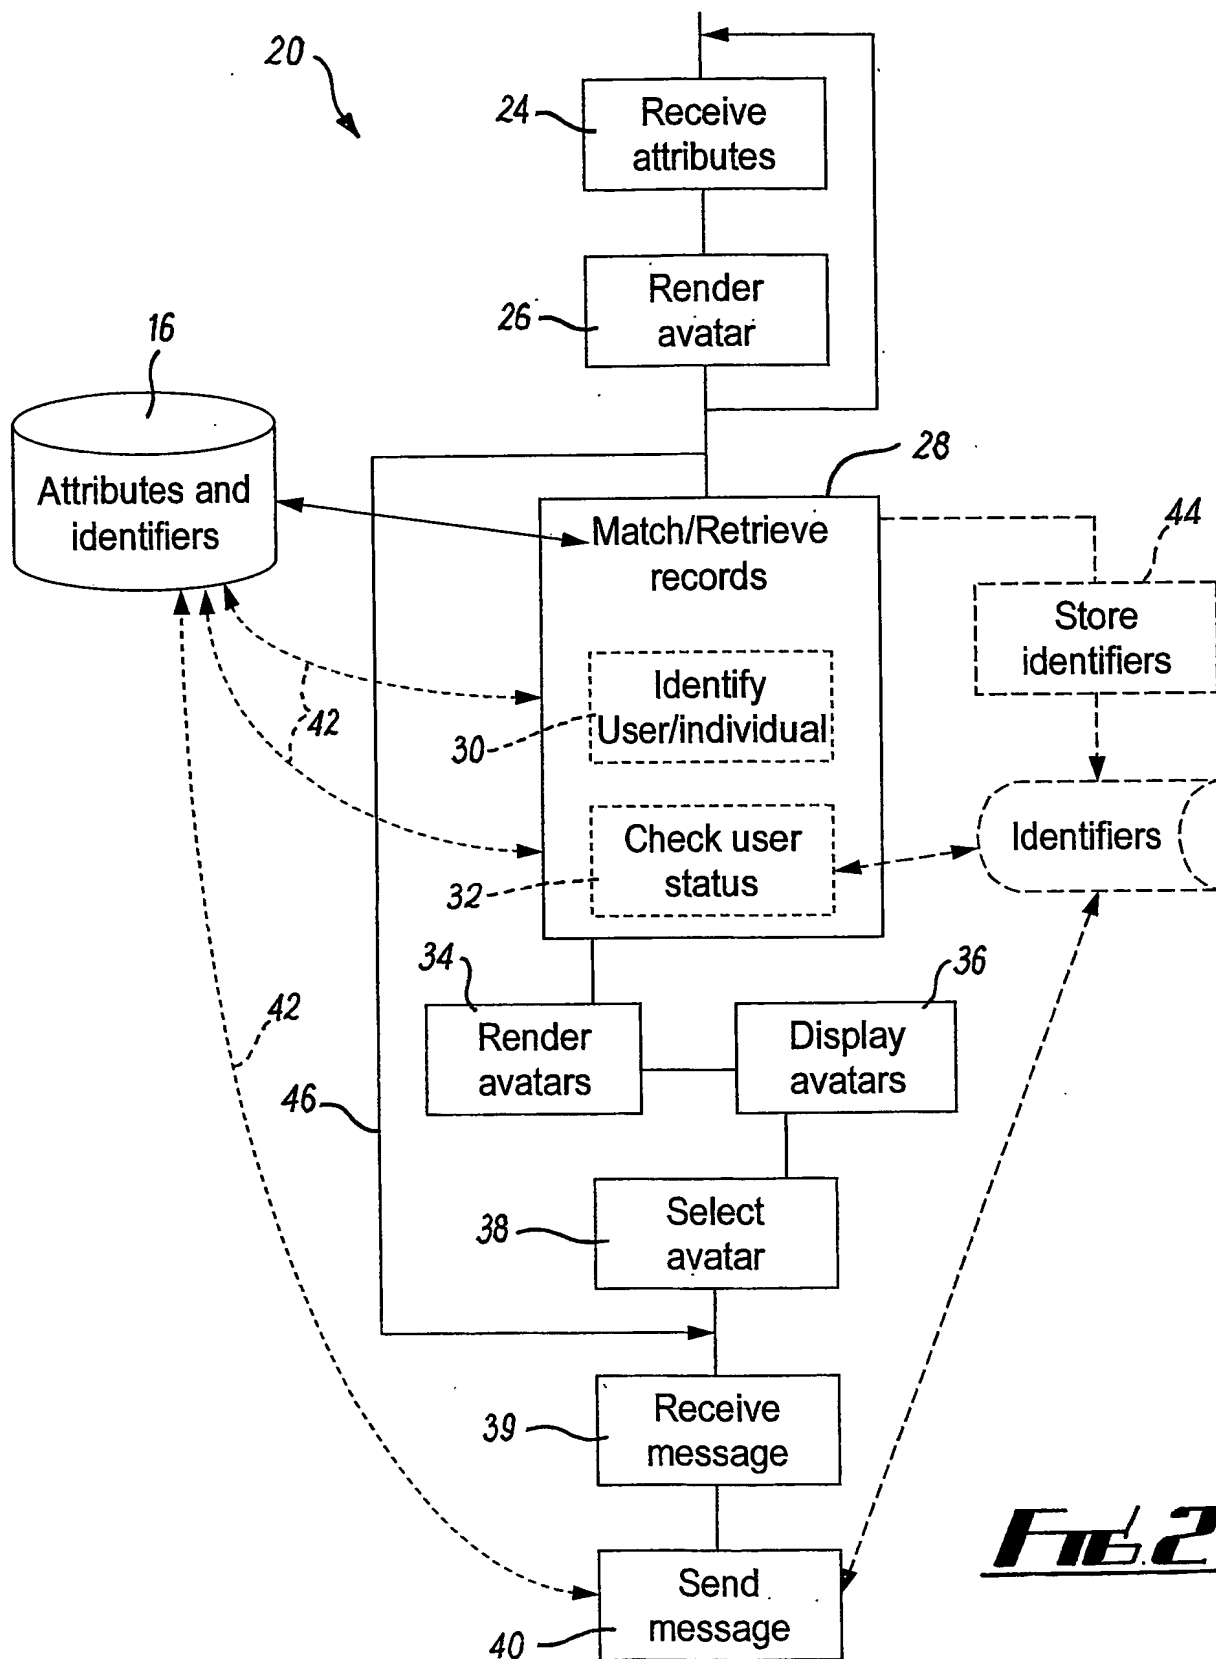 20
24
Receive
attributes
26
Render
avatar
16
Attributes and
identifiers
28
Match/Retrieve
records
44
Store
identifiers
30
Identify
User/individual
42
32
Check user
status
Identifiers
34
Render
avatars
36
Display
avatars
42
46
38
Select
avatar
39
Receive
message
40
Send
message
FIG. 2